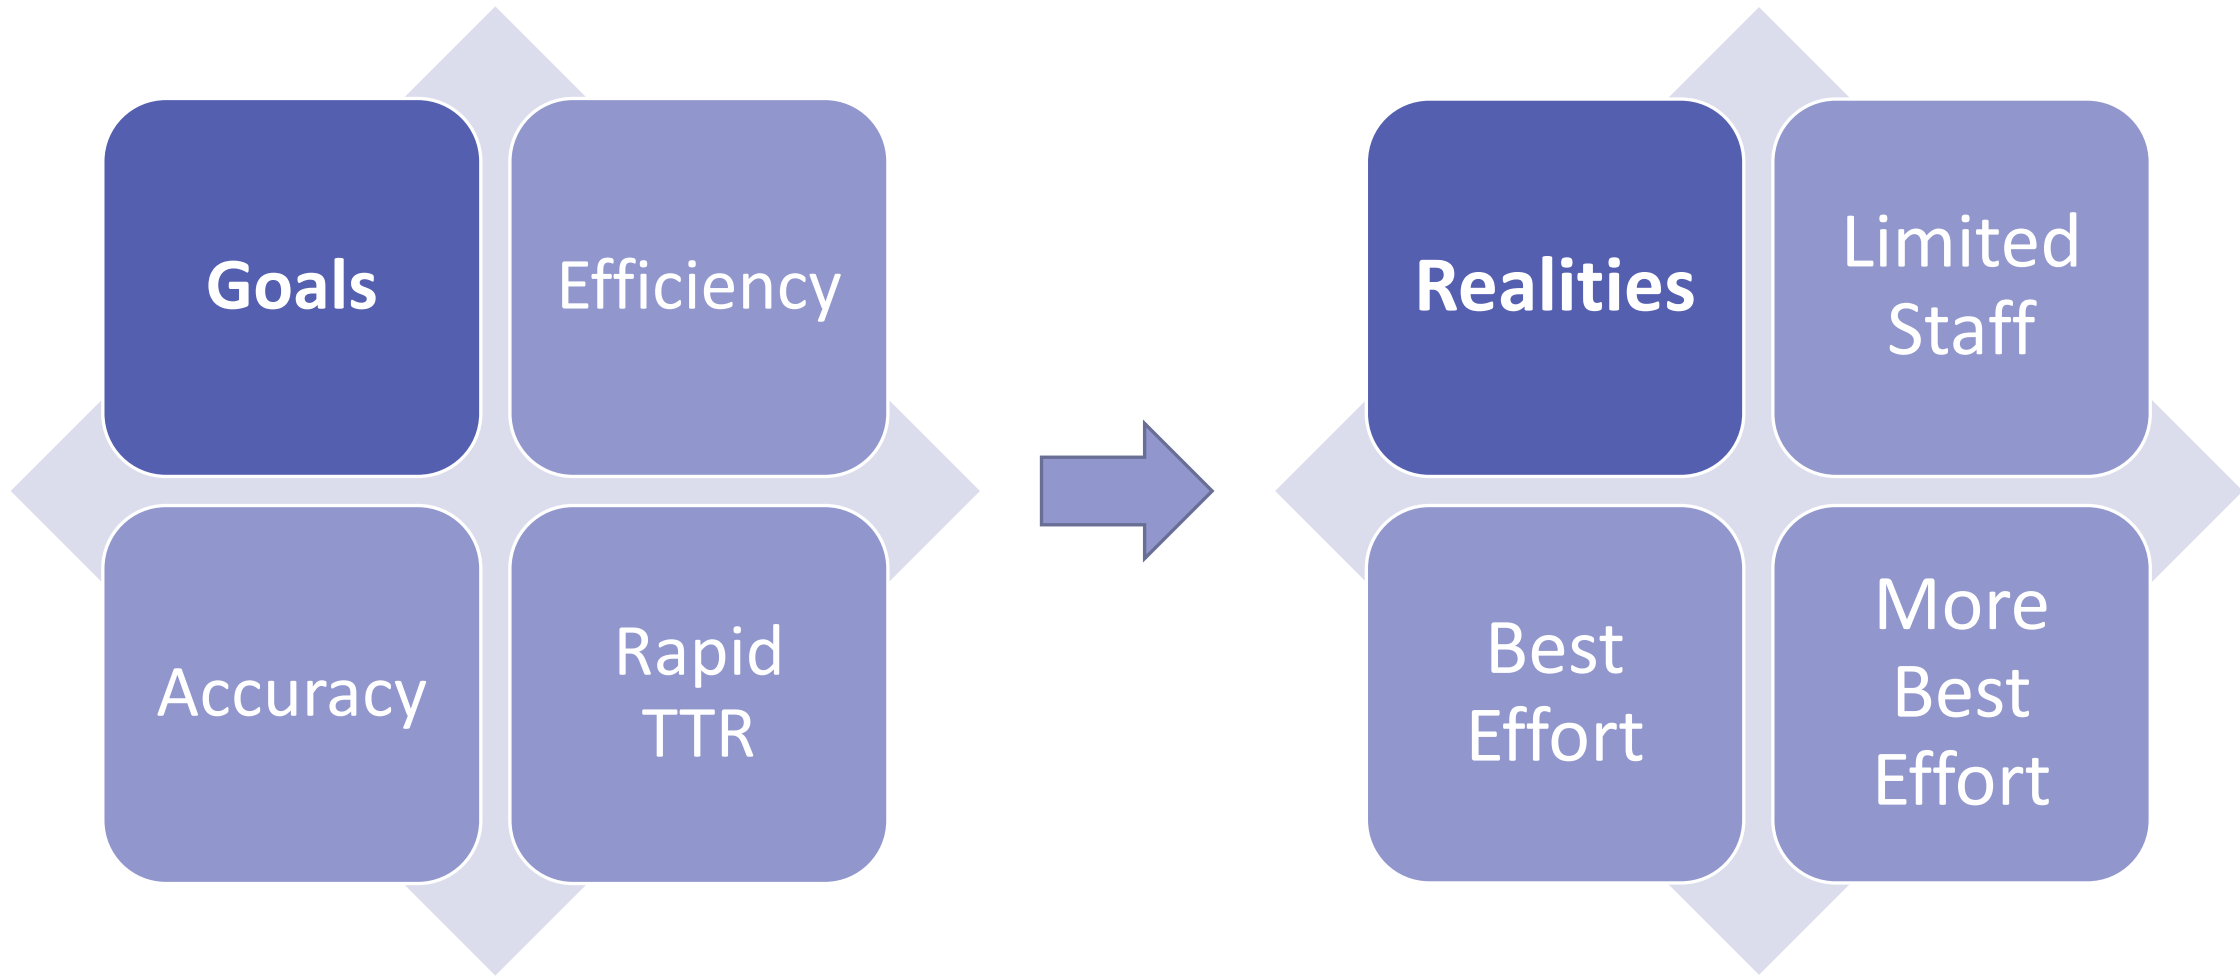 Goals
Efficiency
Accuracy
Rapid
TTR
Realities
Limited
Staff
Best
Effort
More
Best
Effort